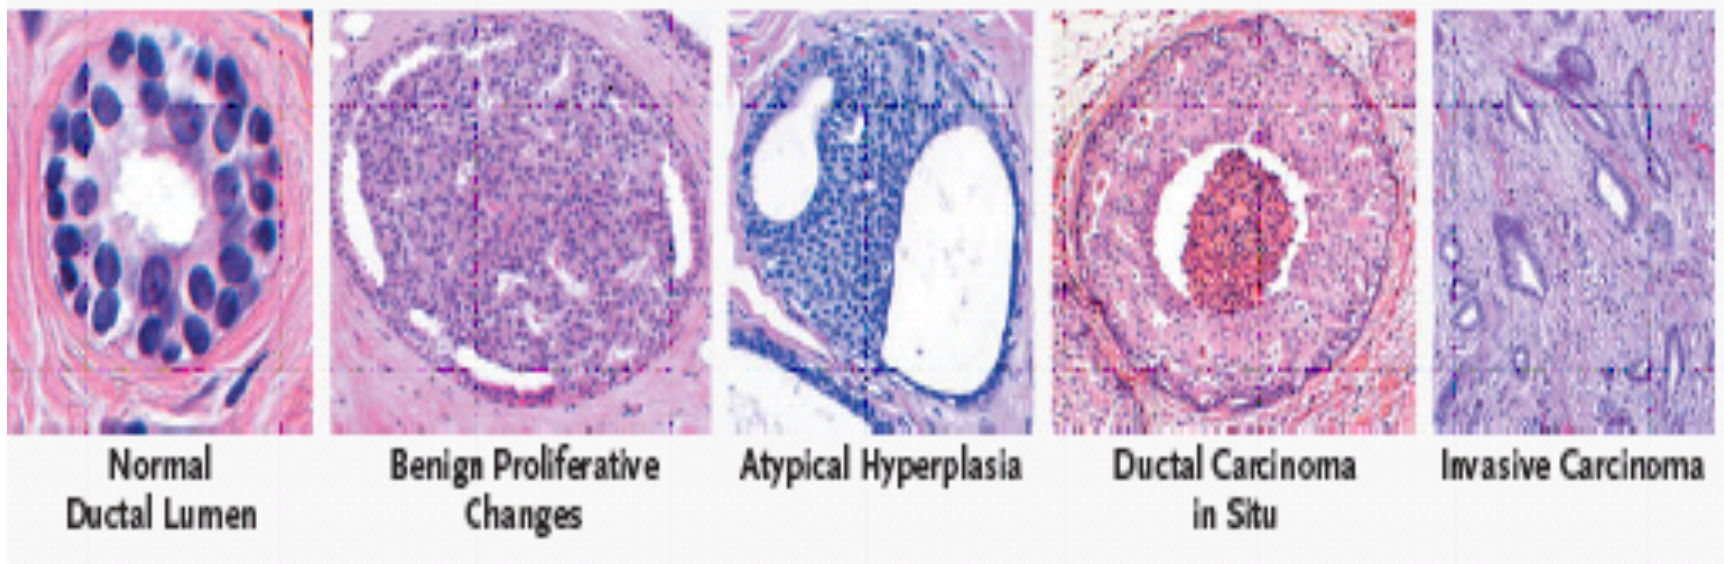 Normal
Ductal Lumen
Benign Proliferative
Changes
Atypical Hyperplasia
Ductal Carcinoma
in Situ
Invasive Carcinoma